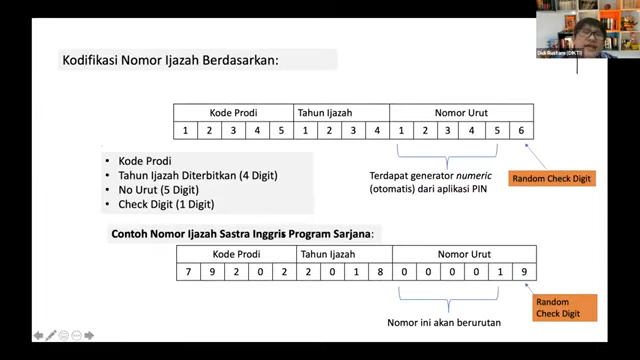 Didi Rustam (DIKTI)
Kodifikasi Nomor Ijazah Berdasarkan:
Kode Prodi Tahun Ijazah Nomor Urut
1 2 3 4 5 1 2 3 4 1 2 3 4 5 6
• Kode Prodi
• Tahun Ijazah Diterbitkan (4 Digit)
• No Urut (5 Digit)
• Check Digit (1 Digit)
Terdapat generator numeric
(otomatis) dari aplikasi PIN
Random Check Digit
Contoh Nomor Ijazah Sastra Inggris Program Sarjana:
Kode Prodi Tahun Ijazah Nomor Urut
7 9 2 0 2 2 0 1 8 0 0 0 0 1 9
Nomor ini akan berurutan
Random
Check Digit